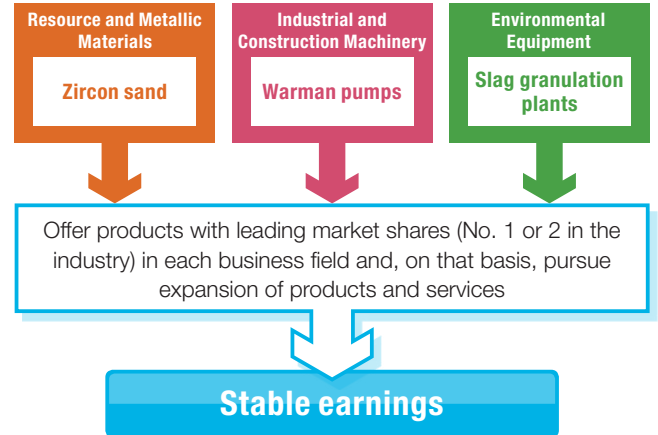 Resource and Metallic
Materials
Zircon sand
Industrial and
Construction Machinery
Warman pumps
Environmental
Equipment
Slag granulation
plants
Offer products with leading market shares (No. 1 or 2 in the
industry) in each business field and, on that basis, pursue
expansion of products and services
Stable earnings